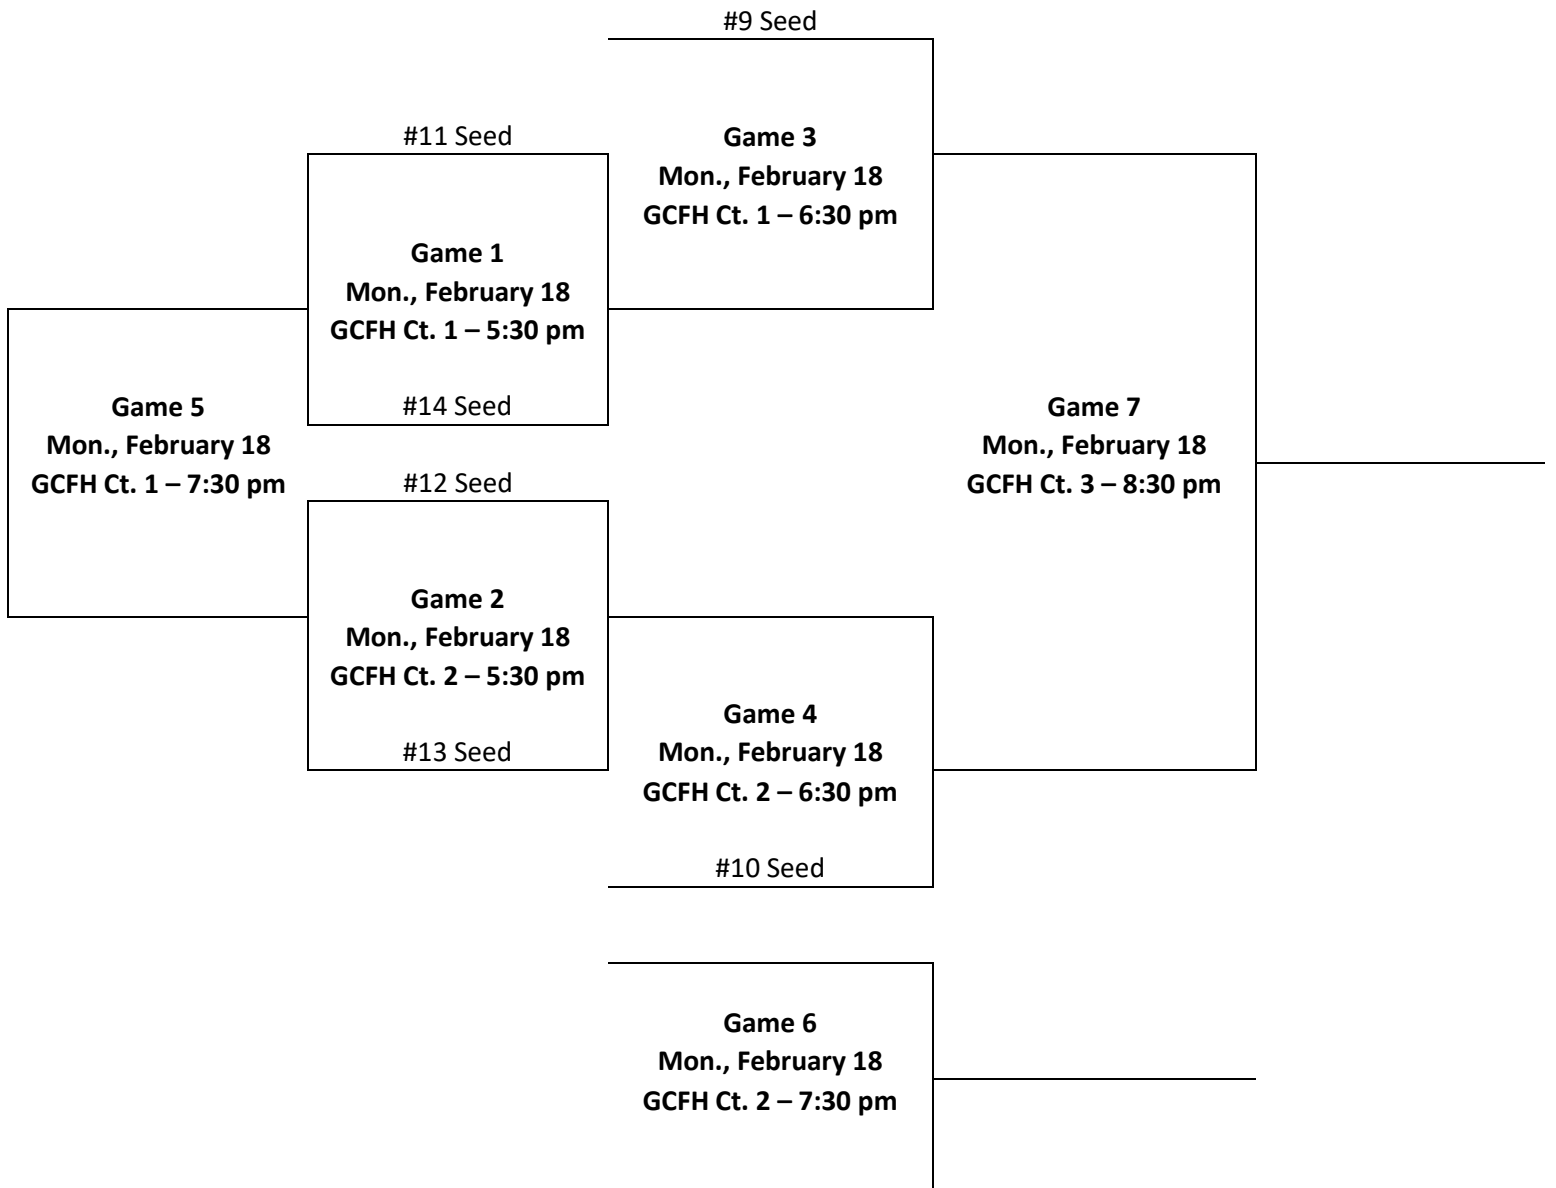 #9 Seed
#11 Seed
Game 3
Mon., February 18
GCFH Ct. 1 – 6:30 pm
Game 1
Mon., February 18
GCFH Ct. 1 – 5:30 pm
#14 Seed
Game 5
Mon., February 18
GCFH Ct. 1 – 7:30 pm
Game 7
Mon., February 18
GCFH Ct. 3 – 8:30 pm
#12 Seed
Game 2
Mon., February 18
GCFH Ct. 2 – 5:30 pm
#13 Seed
Game 4
Mon., February 18
GCFH Ct. 2 – 6:30 pm
#10 Seed
Game 6
Mon., February 18
GCFH Ct. 2 – 7:30 pm